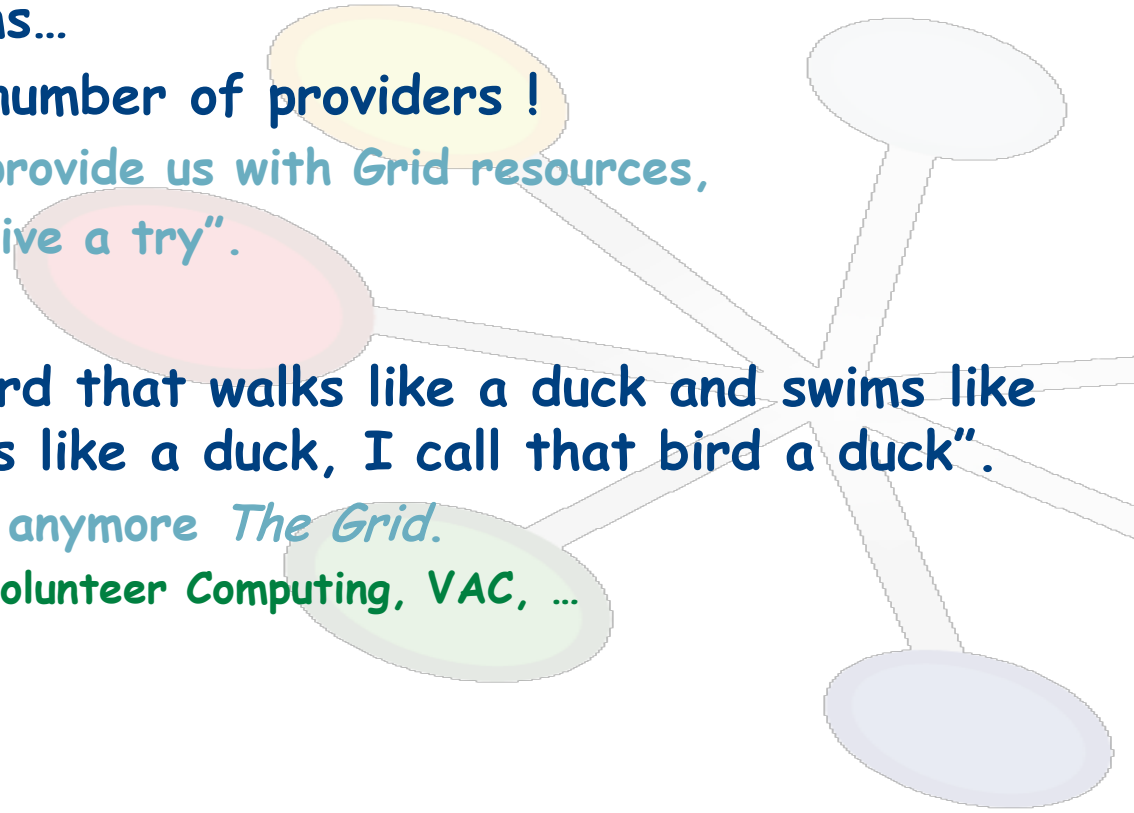 ns…
number of providers !
provide us with Grid resources,
ive a try”.
rd that walks like a duck and swims like
s like a duck, I call that bird a duck”.
anymore The Grid.
olunteer Computing, VAC, …